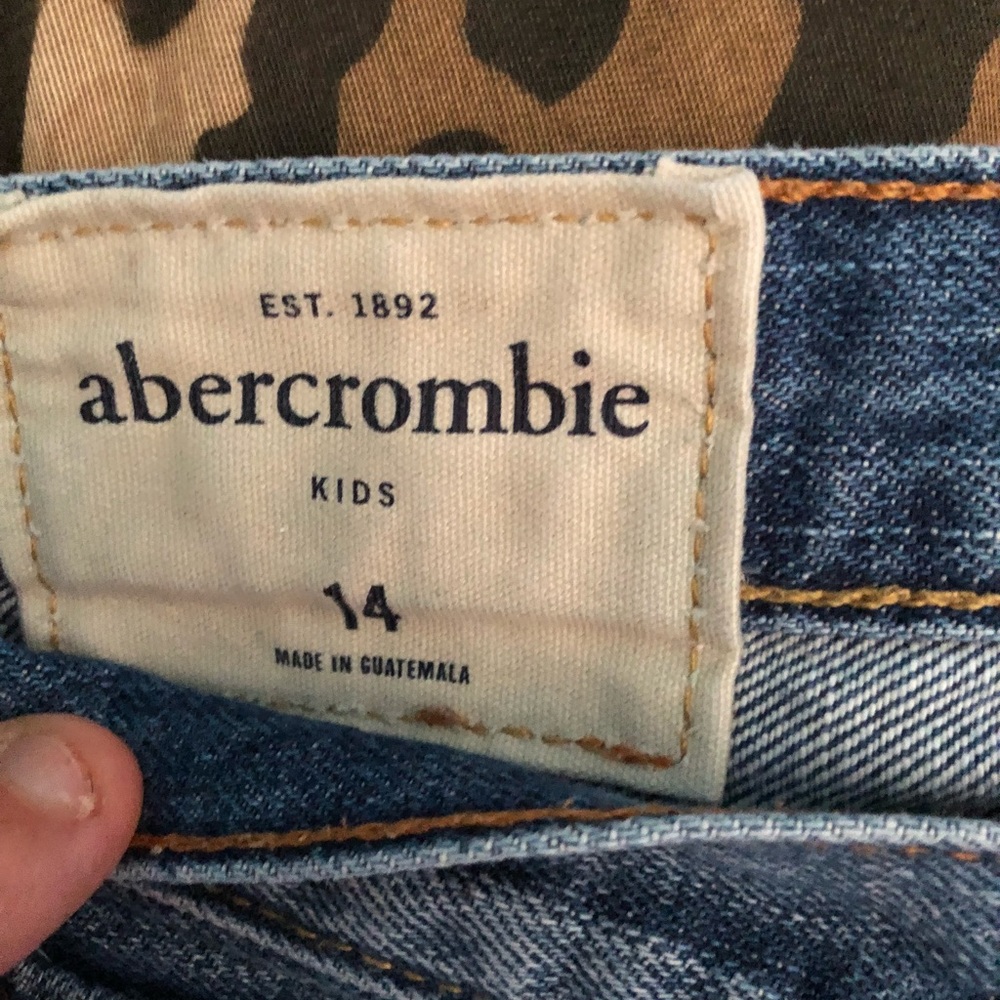 EST. 1892
abercrombie
KIDS
14
MADE IN GUATEMALA